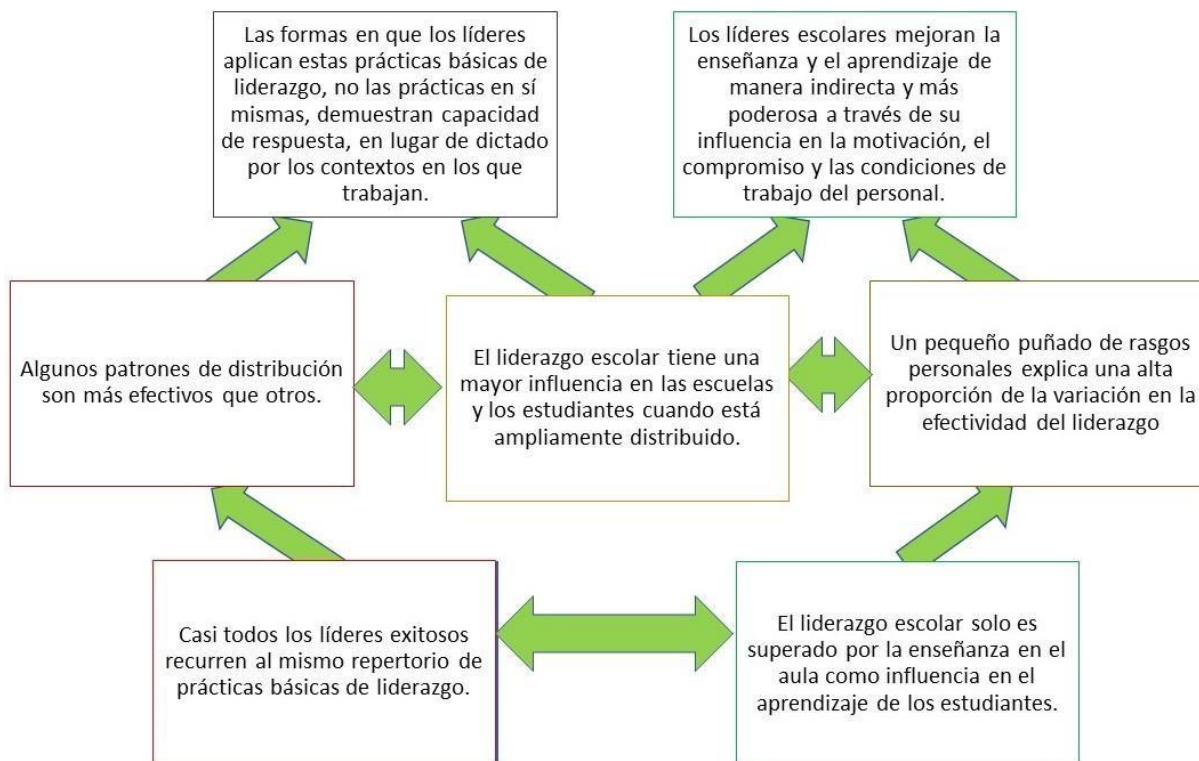 Las formas en que los líderes
aplican estas prácticas básicas de
liderazgo, no las prácticas en sí
mismas, demuestran capacidad
de respuesta, en lugar de dictado
por los contextos en los que
trabajan.
Los líderes escolares mejoran la
enseñanza y el aprendizaje de
manera indirecta y más
poderosa a través de su
influencia en la motivación, el
compromiso y las condiciones de
trabajo del personal.
Algunos patrones de distribución
son más efectivos que otros.
El liderazgo escolar tiene una
mayor influencia en las escuelas
y los estudiantes cuando está
ampliamente distribuido.
Un pequeño puñado de rasgos
personales explica una alta
proporción de la variación en la
efectividad del liderazgo
Casi todos los líderes exitosos
recurren al mismo repertorio de
prácticas básicas de liderazgo.
El liderazgo escolar solo es
superado por la enseñanza en el
aula como influencia en el
aprendizaje de los estudiantes.